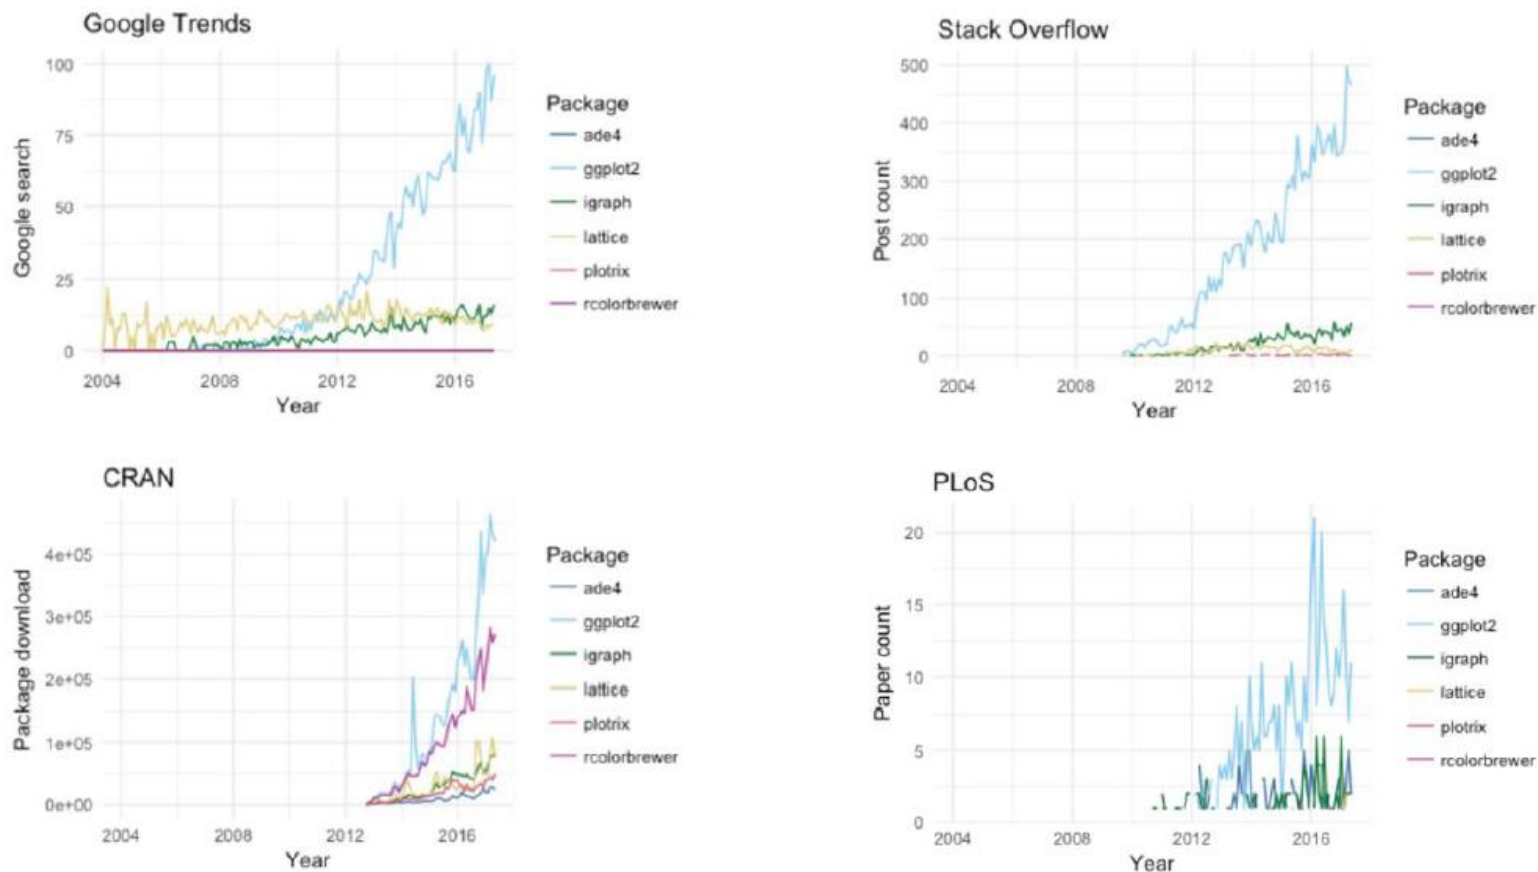 Google Trends
Google search
100
75
50
25
0
2004
2008
2012
2016
Year
Package
ade4
ggplot2
igraph
lattice
plotrix
rcolorbrewer
Stack Overflow
Post count
500
400
300
200
100
0
2004
2008
2012
2016
Year
Package
ade4
ggplot2
igraph
lattice
plotrix
rcolorbrewer
CRAN
Package download
4e+05
3e+05
2e+05
1e+05
0e+00
2004
2008
2012
2016
Year
Package
ade4
ggplot2
igraph
lattice
plotrix
rcolorbrewer
PLoS
Paper count
20
15
10
5
0
2004
2008
2012
2016
Year
Package
ade4
ggplot2
igraph
lattice
plotrix
rcolorbrewer